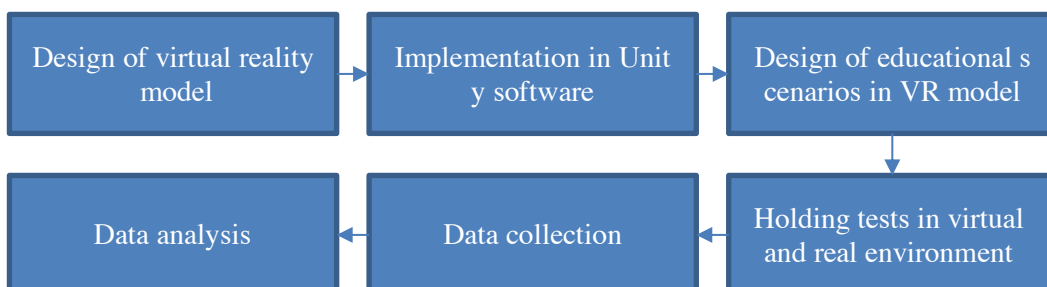 Design of virtual reality
model
Implementation in Unit
y software
Design of educational s
cenarios in VR model
Holding tests in virtual
and real environment
Data collection
Data analysis